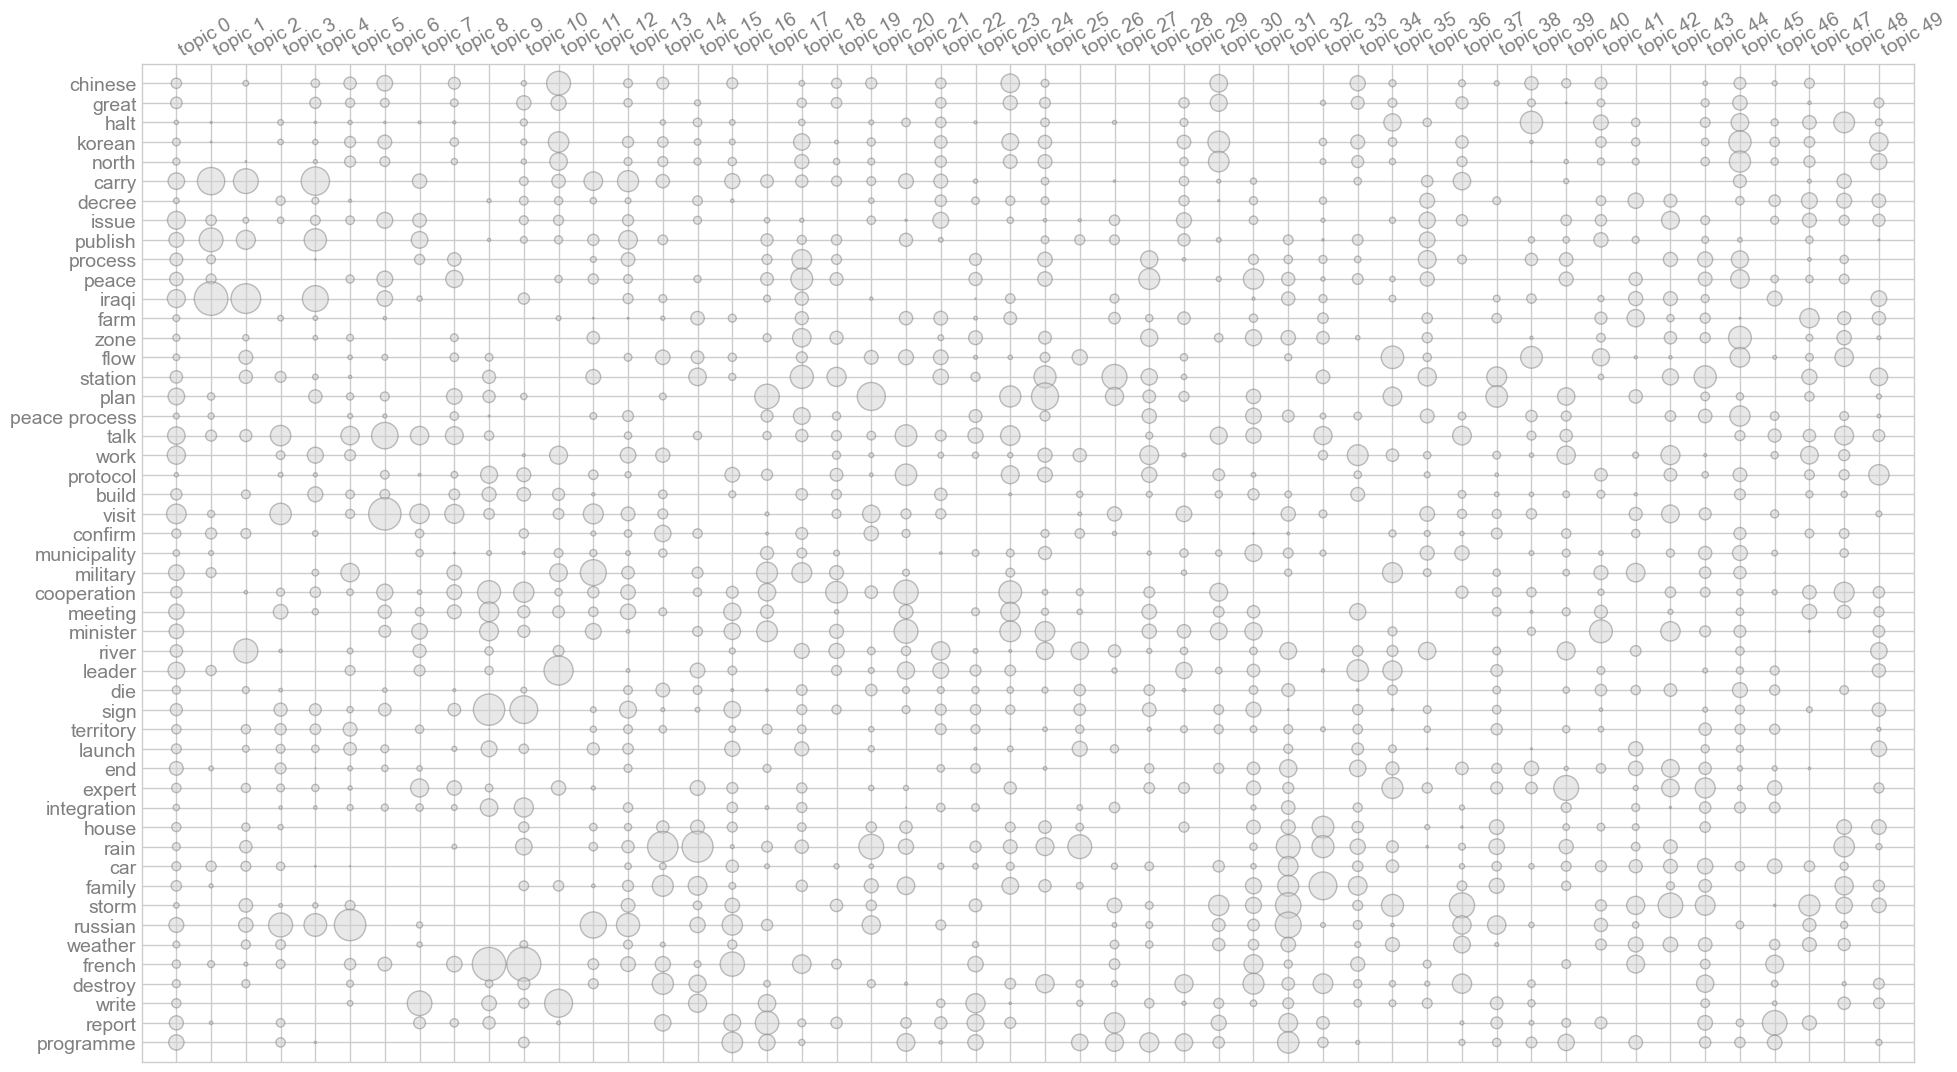 topic 0 topic 1 topic 2 topic 3 topic 4 topic 5 topic 6 topic 7 topic 8 topic 9 topic 10 topic 11 topic 12 topic 13 topic 14 topic 15 topic 16 topic 17 topic 18 topic 19 topic 20 topic 21 topic 22 topic 23 topic 24 topic 25 topic 26 topic 27 topic 28 topic 29 topic 30 topic 31 topic 32 topic 33 topic 34 topic 35 topic 36 topic 37 topic 38 topic 39 topic 40 topic 41 topic 42 topic 43 topic 44 topic 45 topic 46 topic 47 topic 48 topic 49
chinese
great
halt
korean
north
carry
decree
issue
publish
process
peace
iraqi
farm
zone
flow
station
plan
peace process
talk
work
protocol
build
visit
confirm
municipality
military
cooperation
meeting
minister
river
leader
die
sign
territory
launch
end
expert
integration
house
rain
car
family
storm
russian
weather
french
destroy
write
report
programme